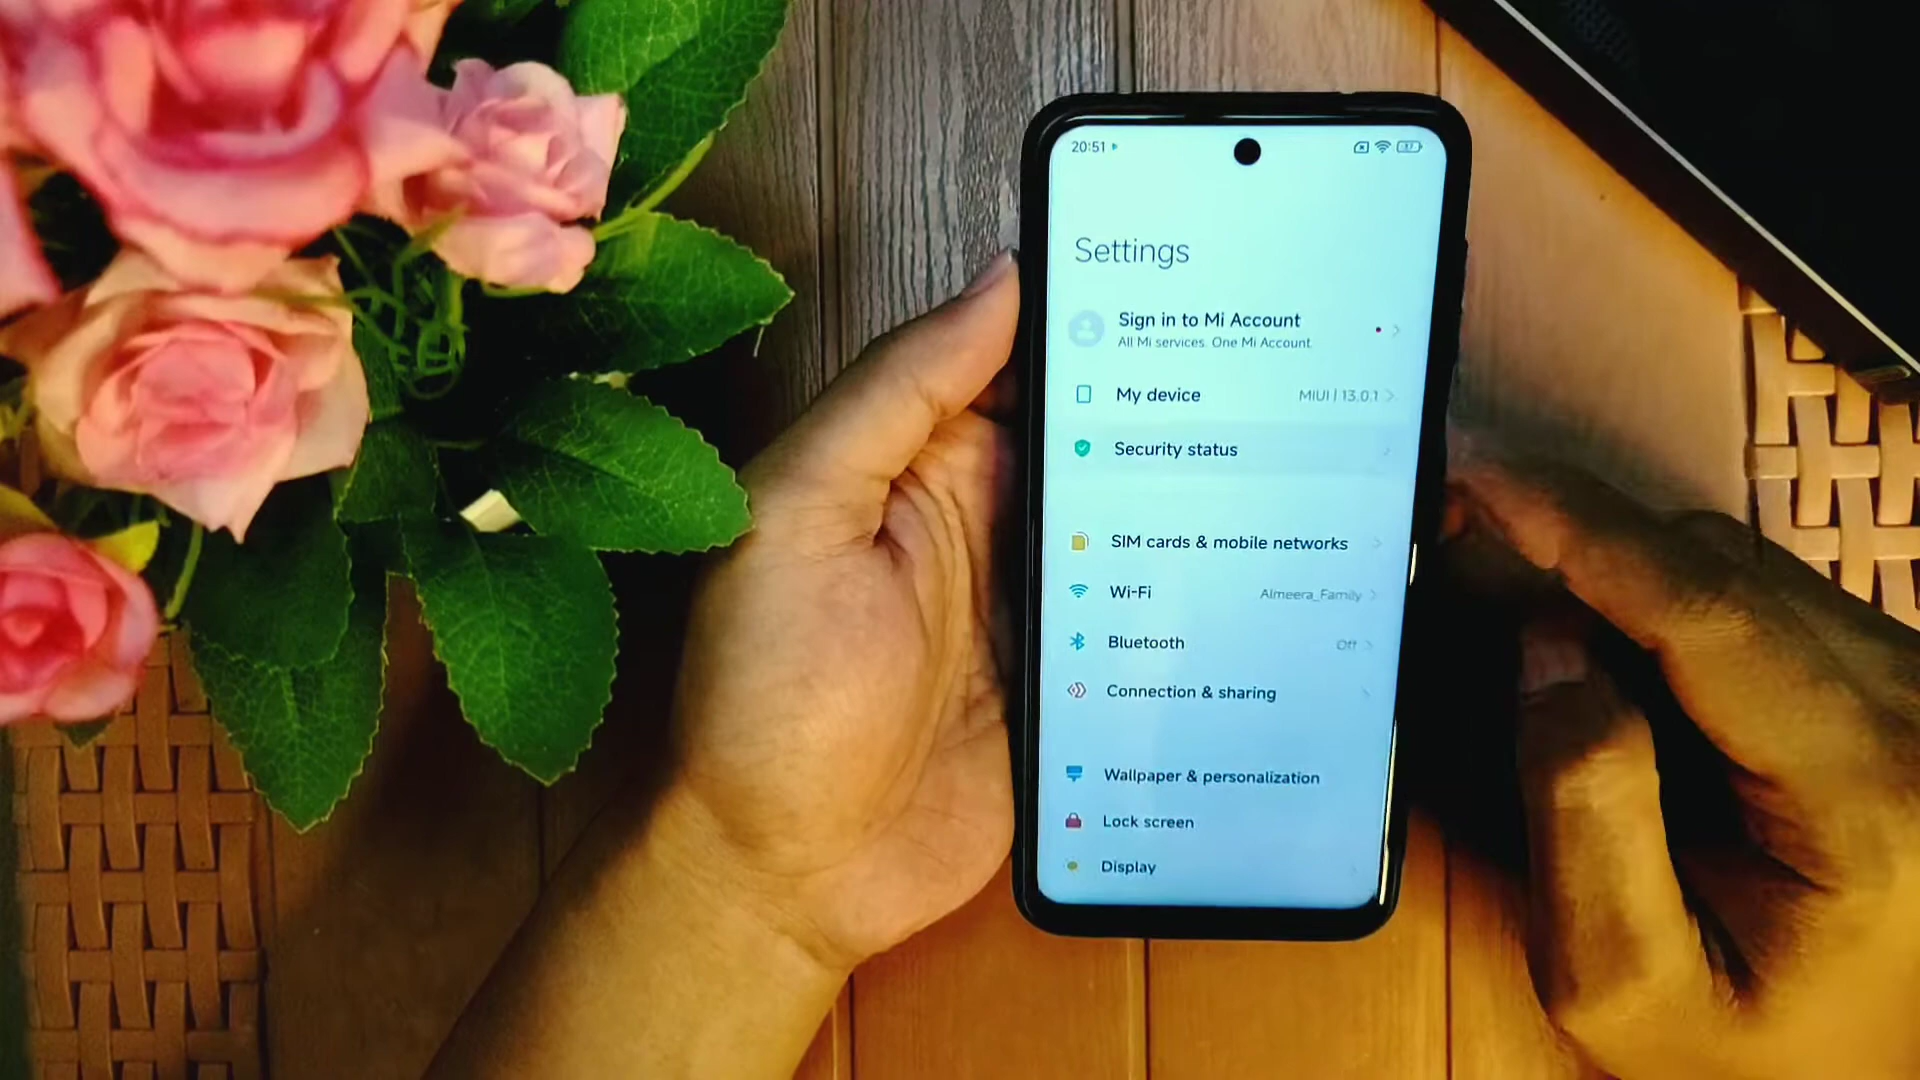 20:51
37
Settings
Sign in to Mi Account
All Mi services. One Mi Account.
My device MIUI | 13.0.1
Security status
SIM cards & mobile networks
Wi-Fi Almeera_Family
Bluetooth Off
Connection & sharing
Wallpaper & personalization
Lock screen
Display